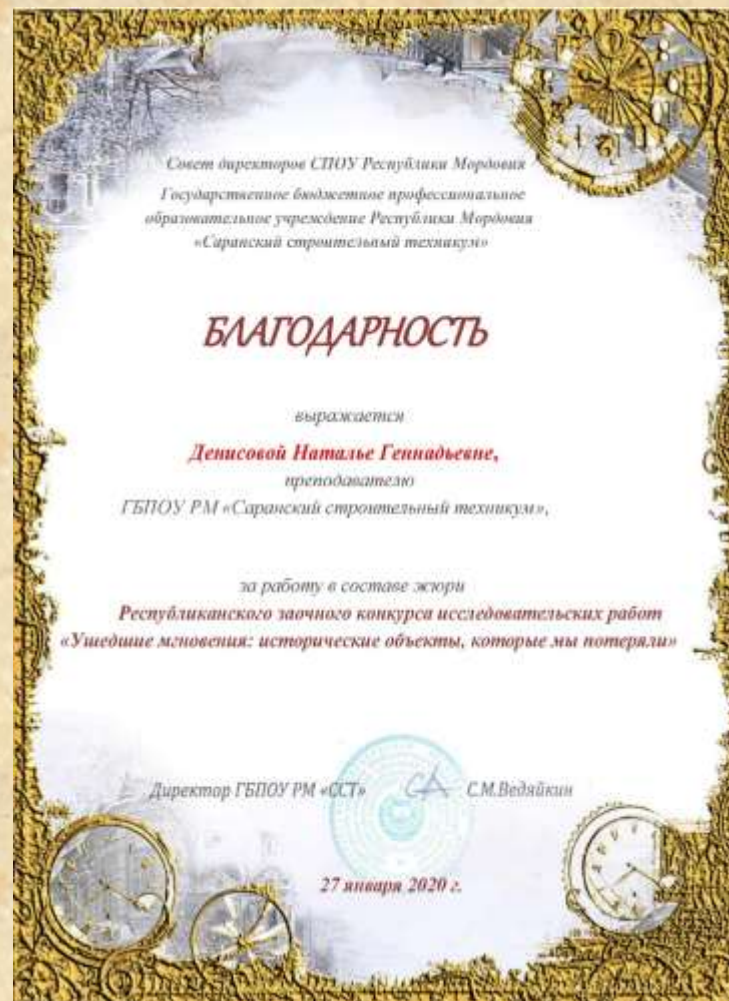 Совет директоров СПОУ Республики Мордовия
Государственное бюджетное профессиональное
образовательное учреждение Республики Мордовия
«Саранский строительный техникум»
БЛАГОДАРНОСТЬ
выражается
Денисовой Наталье Геннадьевне,
преподавателю
ГБПОУ РМ «Саранский строительный техникум»,
за работу в составе жюри
Республиканского заочного конкурса исследовательских работ
«Ушедшие мгновения: исторические объекты, которые мы потеряли»
Директор ГБПОУ РМ «ССТ» С.М.Ведяйкин
27 января 2020 г.